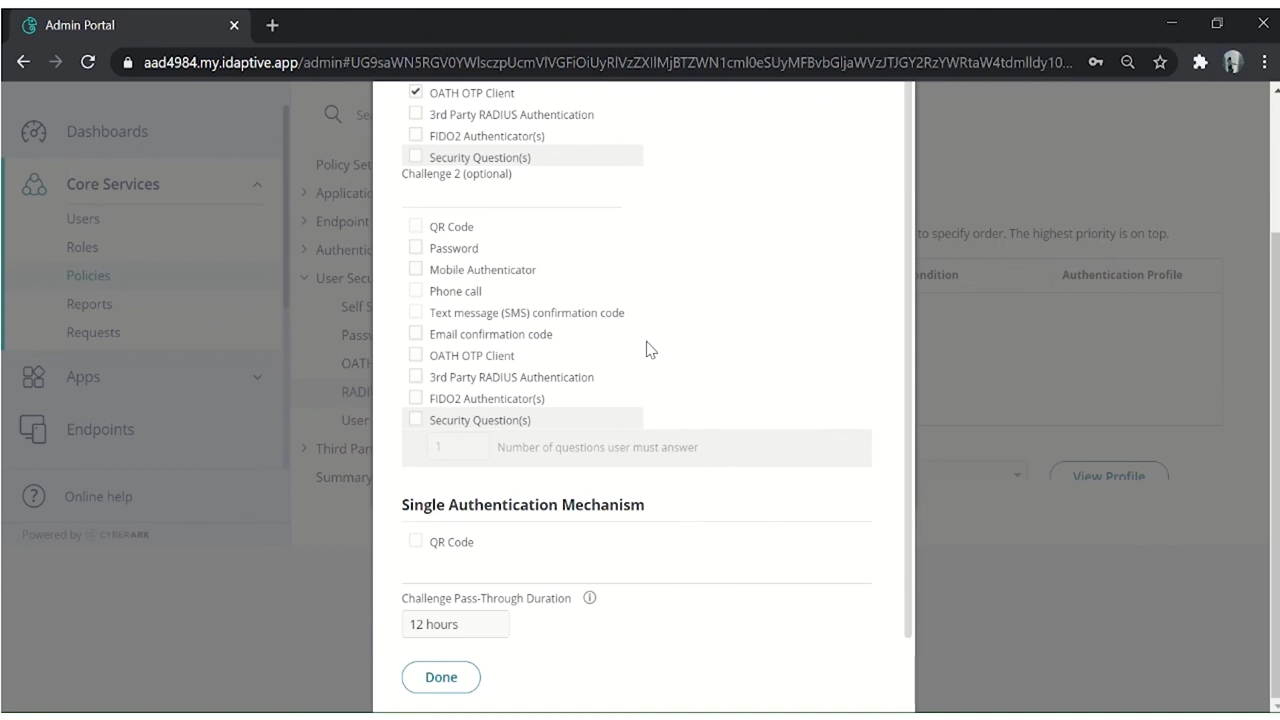 Admin Portal
aad4984.my.idaptive.app/admin#UG9saWN5RGV0YWlsczpUcmVlVGFiOiUyRlVzZXIlMjBTZWN1cml0eSUyMFBvbGljaWVzJTJGY2RzYWRtaW4tdmlldy10...
Dashboards
Core Services
Users
Roles
Policies
Reports
Requests
Apps
Endpoints
Online help
Powered by CYBERARK
Policy Set
Applicatio
Endpoint
Authentic
User Secu
Self S
Passw
OATH
RADIU
User
Third Par
Summary
OATH OTP Client
3rd Party RADIUS Authentication
FIDO2 Authenticator(s)
Security Question(s)
Challenge 2 (optional)
QR Code
Password
Mobile Authenticator
Phone call
Text message (SMS) confirmation code
Email confirmation code
OATH OTP Client
3rd Party RADIUS Authentication
FIDO2 Authenticator(s)
Security Question(s)
1 Number of questions user must answer
Single Authentication Mechanism
QR Code
Challenge Pass-Through Duration
12 hours
Done
to specify order. The highest priority is on top.
ondition Authentication Profile
View Profile